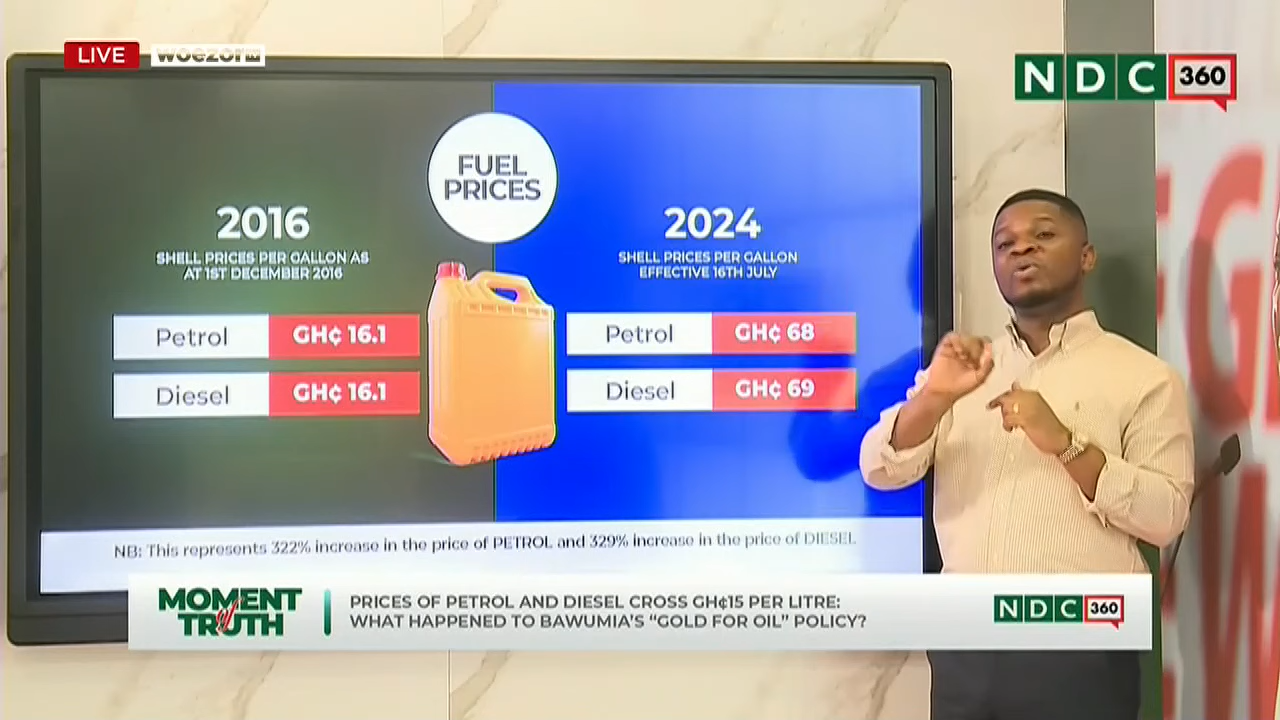 LIVE
woezortv
NDC 360
FUEL
PRICES
2016
SHELL PRICES PER GALLON AS
AT 1ST DECEMBER 2016
Petrol GH¢ 16.1
Diesel GH¢ 16.1
2024
SHELL PRICES PER GALLON
EFFECTIVE 16TH JULY
Petrol GH¢ 68
Diesel GH¢ 69
NB: This represents 322% increase in the price of PETROL and 329% increase in the price of DIESEL
MOMENT
of
TRUTH
PRICES OF PETROL AND DIESEL CROSS GH¢15 PER LITRE:
WHAT HAPPENED TO BAWUMIA'S “GOLD FOR OIL” POLICY?
NDC 360